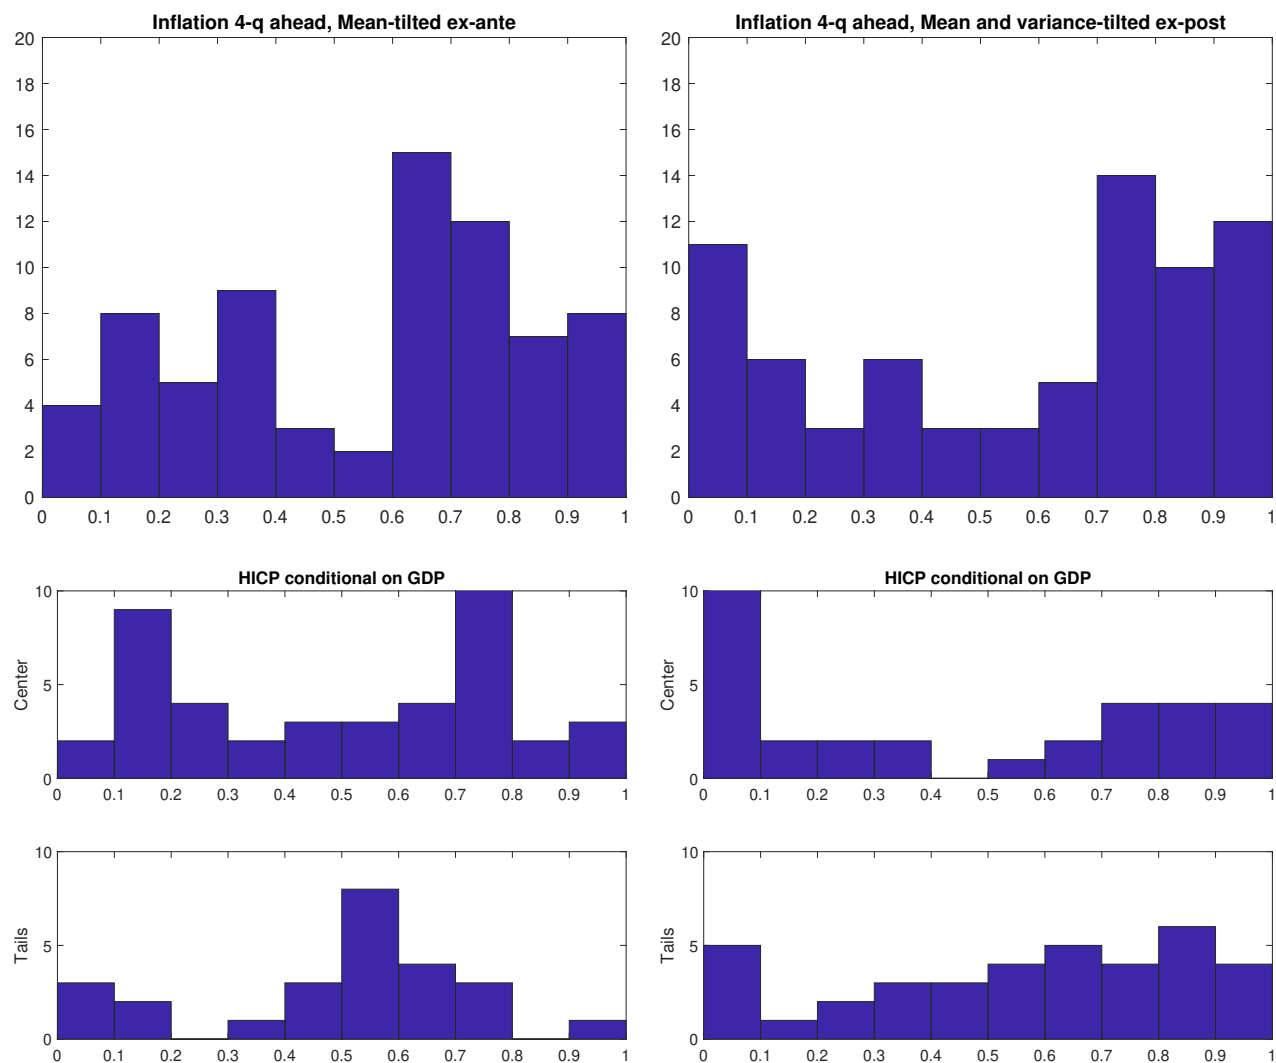 Inflation 4-q ahead, Mean-tilted ex-ante
20
18
16
14
12
10
8
6
4
2
0
0 0.1 0.2 0.3 0.4 0.5 0.6 0.7 0.8 0.9 1
Inflation 4-q ahead, Mean and variance-tilted ex-post
20
18
16
14
12
10
8
6
4
2
0
0 0.1 0.2 0.3 0.4 0.5 0.6 0.7 0.8 0.9 1
HICP conditional on GDP
Center
10
5
0
0 0.1 0.2 0.3 0.4 0.5 0.6 0.7 0.8 0.9 1
HICP conditional on GDP
Center
10
5
0
0 0.1 0.2 0.3 0.4 0.5 0.6 0.7 0.8 0.9 1
Tails
10
5
0
0 0.1 0.2 0.3 0.4 0.5 0.6 0.7 0.8 0.9 1
Tails
10
5
0
0 0.1 0.2 0.3 0.4 0.5 0.6 0.7 0.8 0.9 1